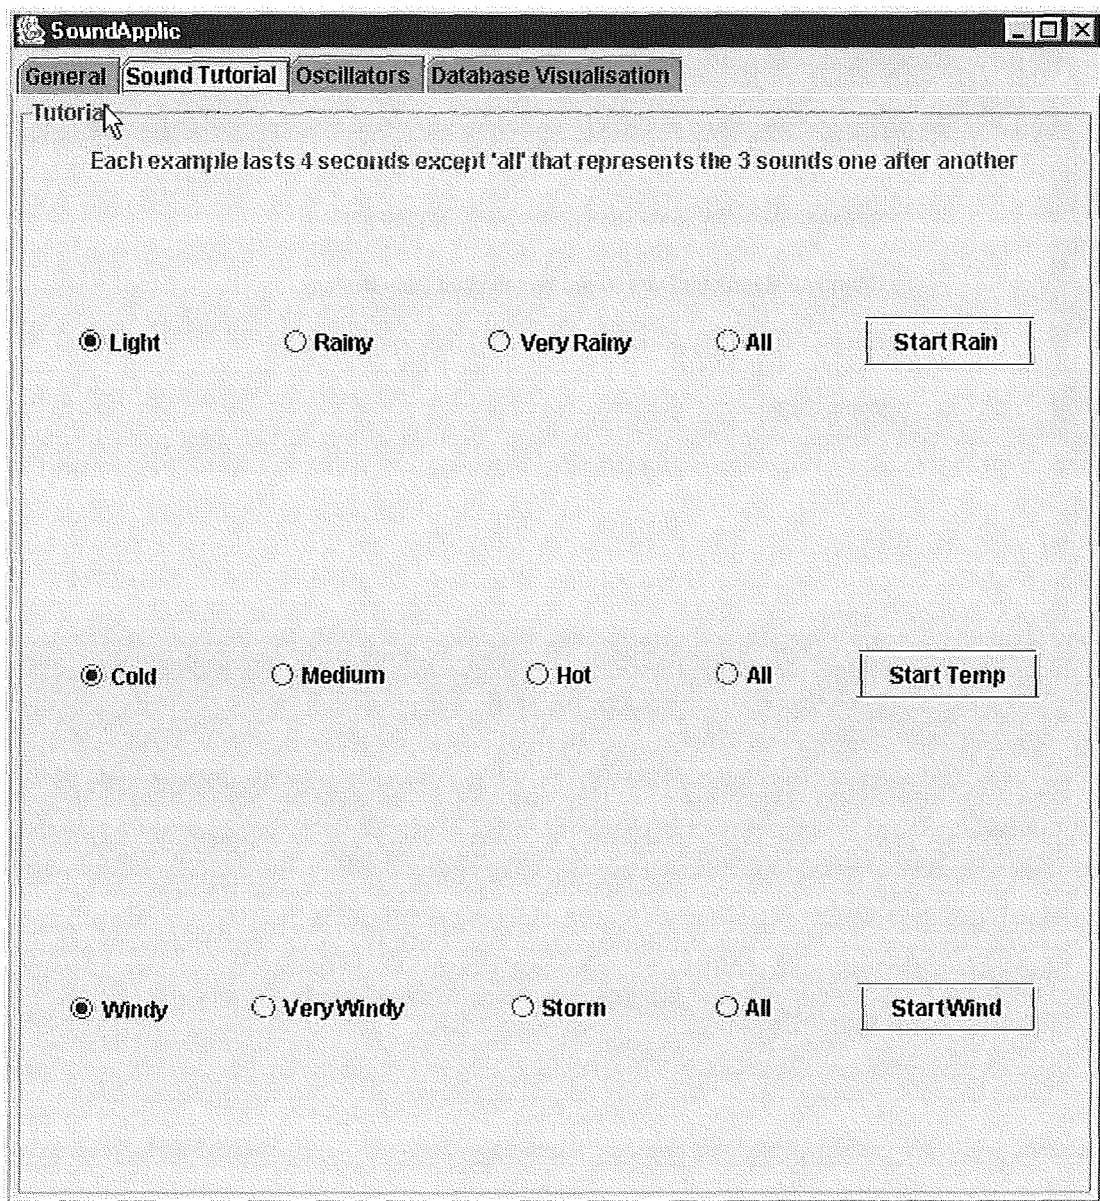 SoundApplic
General Sound Tutorial Oscillators Database Visualisation
Tutorial
Each example lasts 4 seconds except 'all' that represents the 3 sounds one after another
Light Rainy Very Rainy All Start Rain
Cold Medium Hot All Start Temp
Windy Very Windy Storm All Start Wind